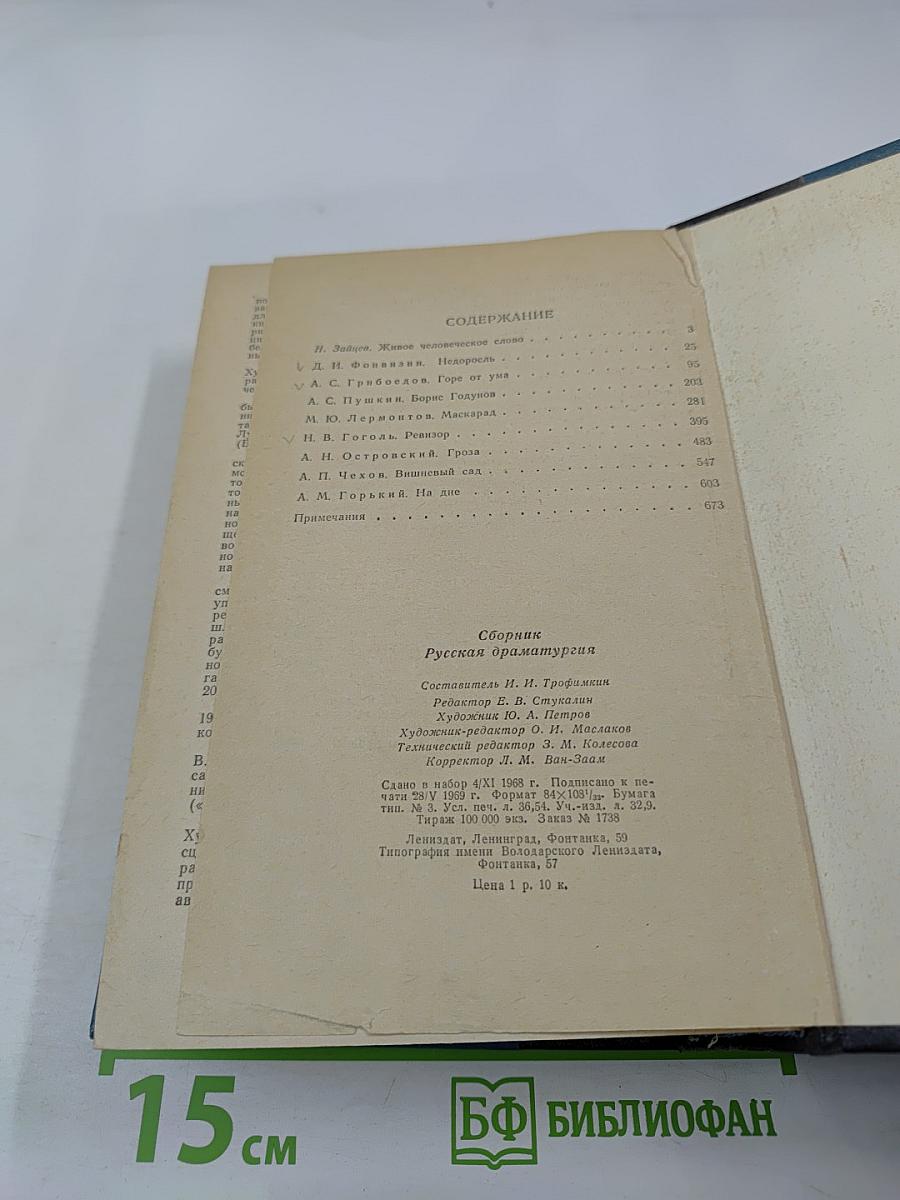 СОДЕРЖАНИЕ
Н. Зайцев. Живое человеческое слово . . . . . . . . . . 3
Д. И. Фонвизин. Недоросль . . . . . . . . . . . . 25
А. С. Грибоедов. Горе от ума . . . . . . . . . . . 95
А. С. Пушкин. Борис Годунов . . . . . . . . . . . 203
М. Ю. Лермонтов. Маскарад . . . . . . . . . . . 281
Н. В. Гоголь. Ревизор . . . . . . . . . . . . . . 395
А. Н. Островский. Гроза . . . . . . . . . . . . . 483
А. П. Чехов. Вишневый сад . . . . . . . . . . . . 547
А. М. Горький. На дне . . . . . . . . . . . . . . 603
Примечания . . . . . . . . . . . . . . . . . . . 673
Сборник
Русская драматургия
Составитель И. И. Трофимкин
Редактор Е. В. Стукалин
Художник Ю. А. Петров
Художник-редактор О. И. Маслаков
Технический редактор З. М. Колесова
Корректор Л. М. Ван-Заам
Сдано в набор 4/XI 1968 г. Подписано к пе-
чати 28/V 1969 г. Формат 84×108¹/₃₂. Бумага
тип. № 3. Усл. печ. л. 36,54. Уч.-изд. л. 32,9.
Тираж 100 000 экз. Заказ № 1738
Лениздат, Ленинград, Фонтанка, 59
Типография имени Володарского Лениздата,
Фонтанка, 57
Цена 1 р. 10 к.
15 см
БФ БИБЛИОФАН